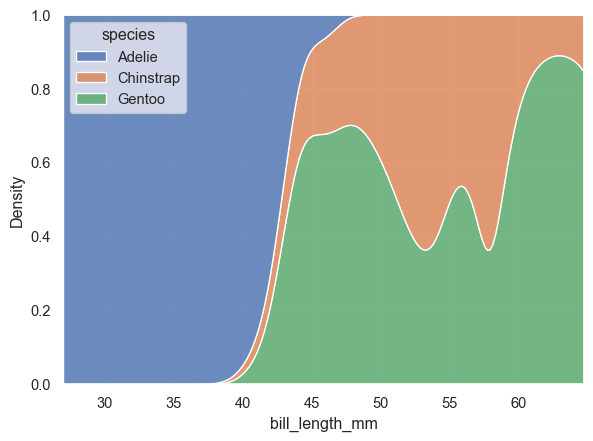 1.0
0.8
0.6
0.4
0.2
0.0
Density
species
Adelie
Chinstrap
Gentoo
30 35 40 45 50 55 60
bill_length_mm